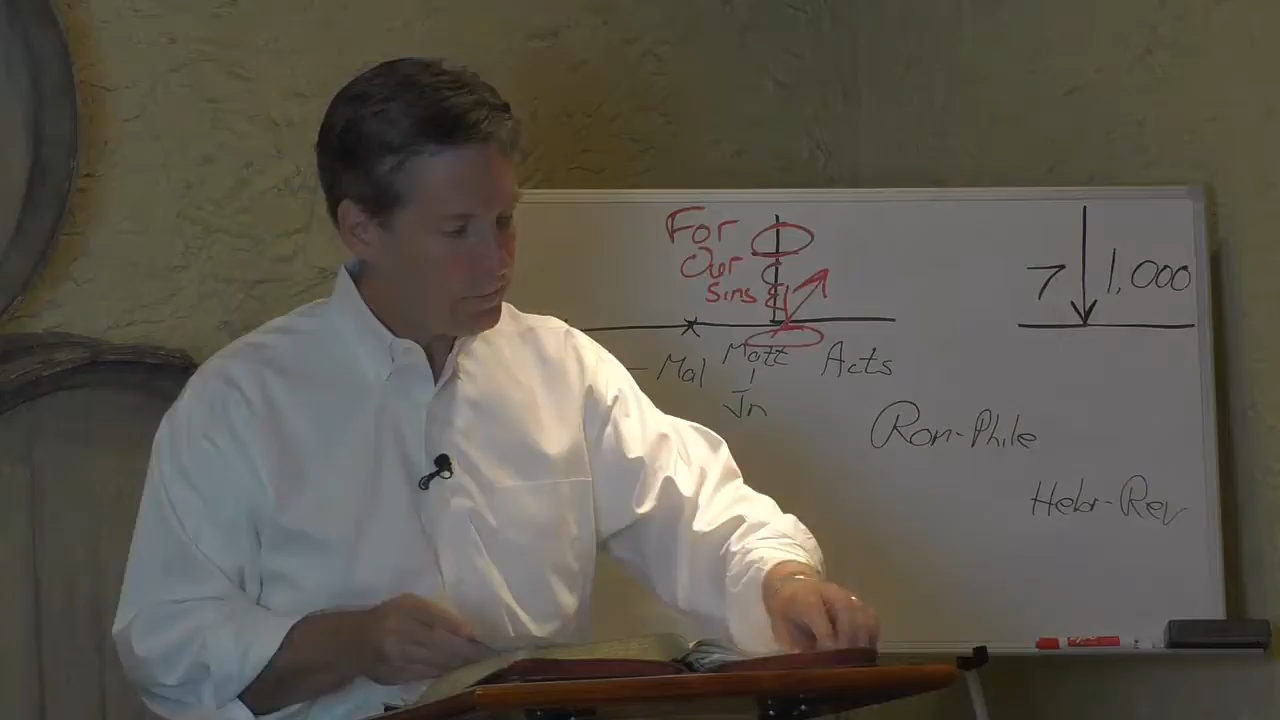 For
Our
Sins
7 1,000
- Mal Matt Acts
Jn
Rom-Phile
Hebr-Rev